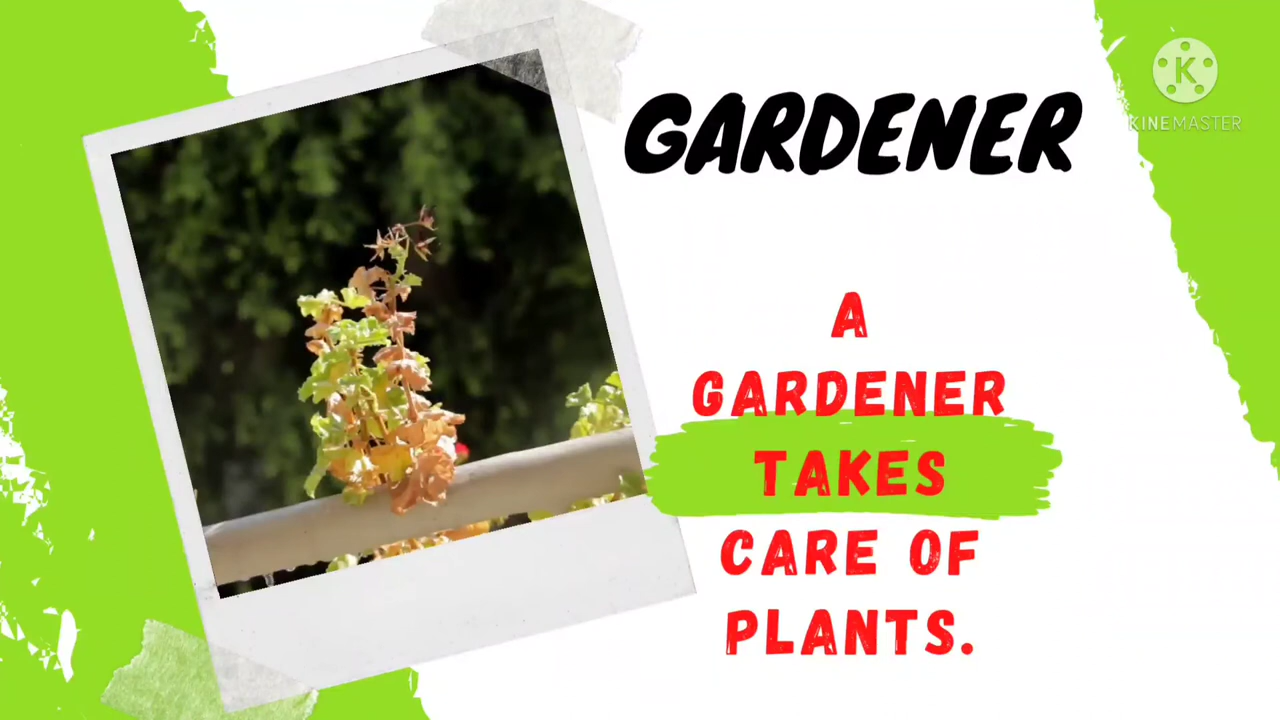 GARDENER
K
KINEMASTER
A
GARDENER
TAKES
CARE OF
PLANTS.